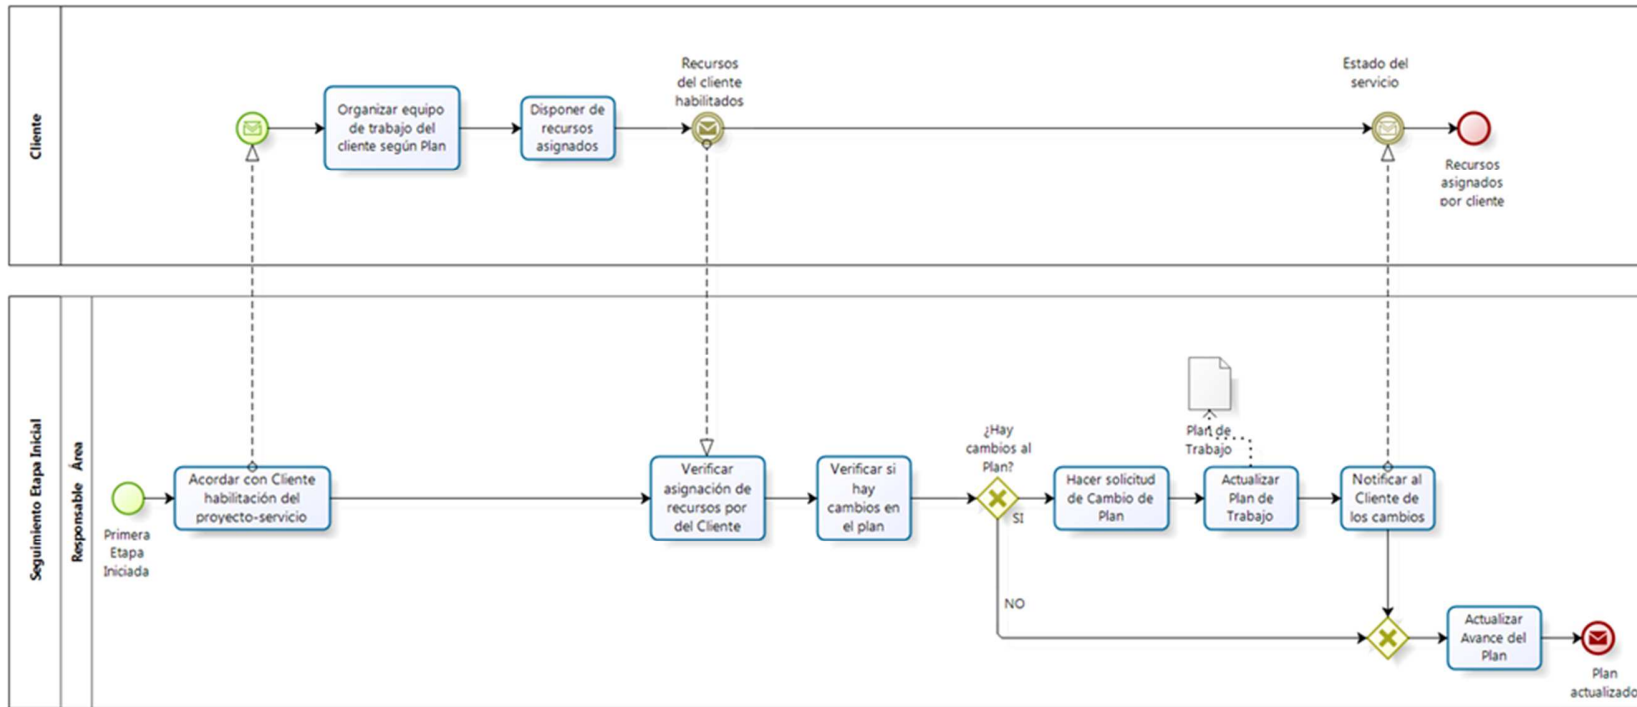 Cliente
Organizar equipo
de trabajo del
cliente según Plan
Disponer de
recursos
asignados
Recursos
del cliente
habilitados
Estado del
servicio
Recursos
asignados
por cliente
Seguimiento Etapa Inicial
Responsable Área
Primera
Etapa
Iniciada
Acordar con Cliente
habilitación del
proyecto-servicio
Verificar
asignación de
recursos por
del Cliente
Verificar si
hay
cambios en
el plan
¿Hay
cambios al
Plan?
SI
NO
Hacer solicitud
de Cambio de
Plan
Plan de
Trabajo
Actualizar
Plan de
Trabajo
Notificar al
Cliente de
los cambios
Actualizar
Avance del
Plan
Plan
actualizado